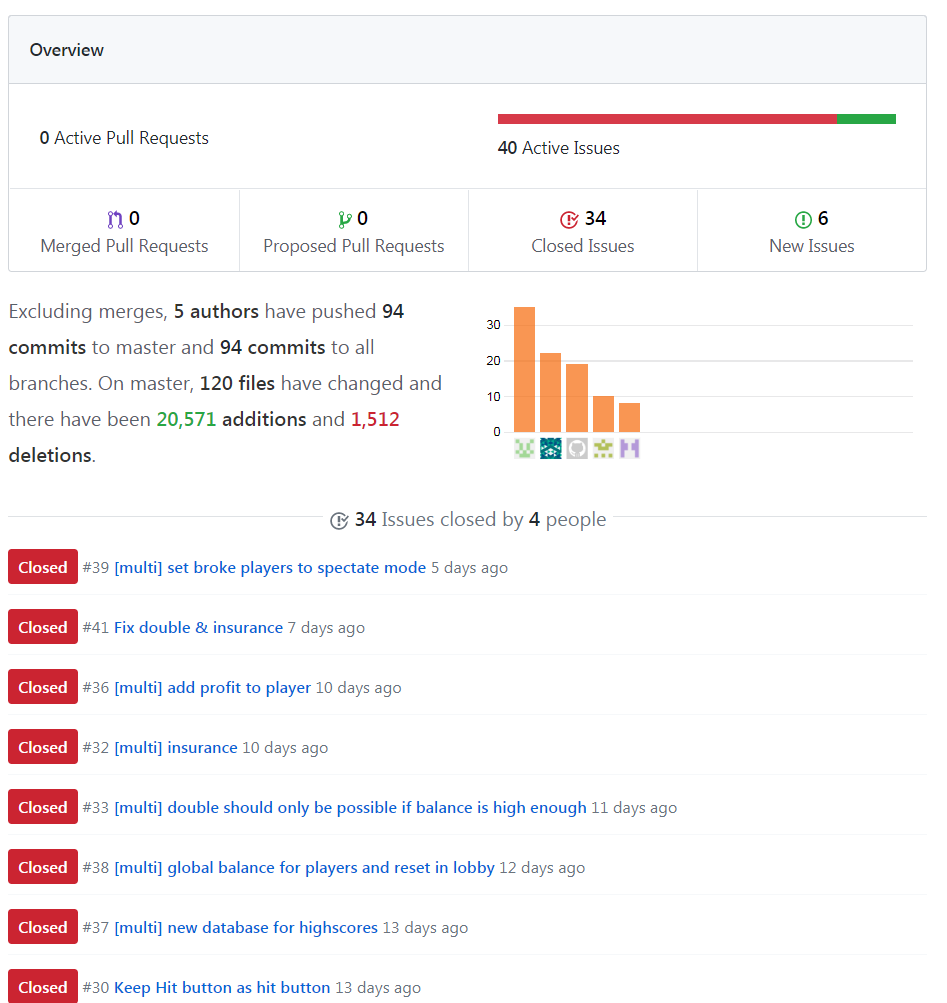 Overview
0 Active Pull Requests
40 Active Issues
0
Merged Pull Requests
0
Proposed Pull Requests
34
Closed Issues
6
New Issues
Excluding merges, 5 authors have pushed 94
commits to master and 94 commits to all
branches. On master, 120 files have changed and
there have been 20,571 additions and 1,512
deletions.
30
20
10
0
34 Issues closed by 4 people
Closed #39 [multi] set broke players to spectate mode 5 days ago
Closed #41 Fix double & insurance 7 days ago
Closed #36 [multi] add profit to player 10 days ago
Closed #32 [multi] insurance 10 days ago
Closed #33 [multi] double should only be possible if balance is high enough 11 days ago
Closed #38 [multi] global balance for players and reset in lobby 12 days ago
Closed #37 [multi] new database for highscores 13 days ago
Closed #30 Keep Hit button as hit button 13 days ago